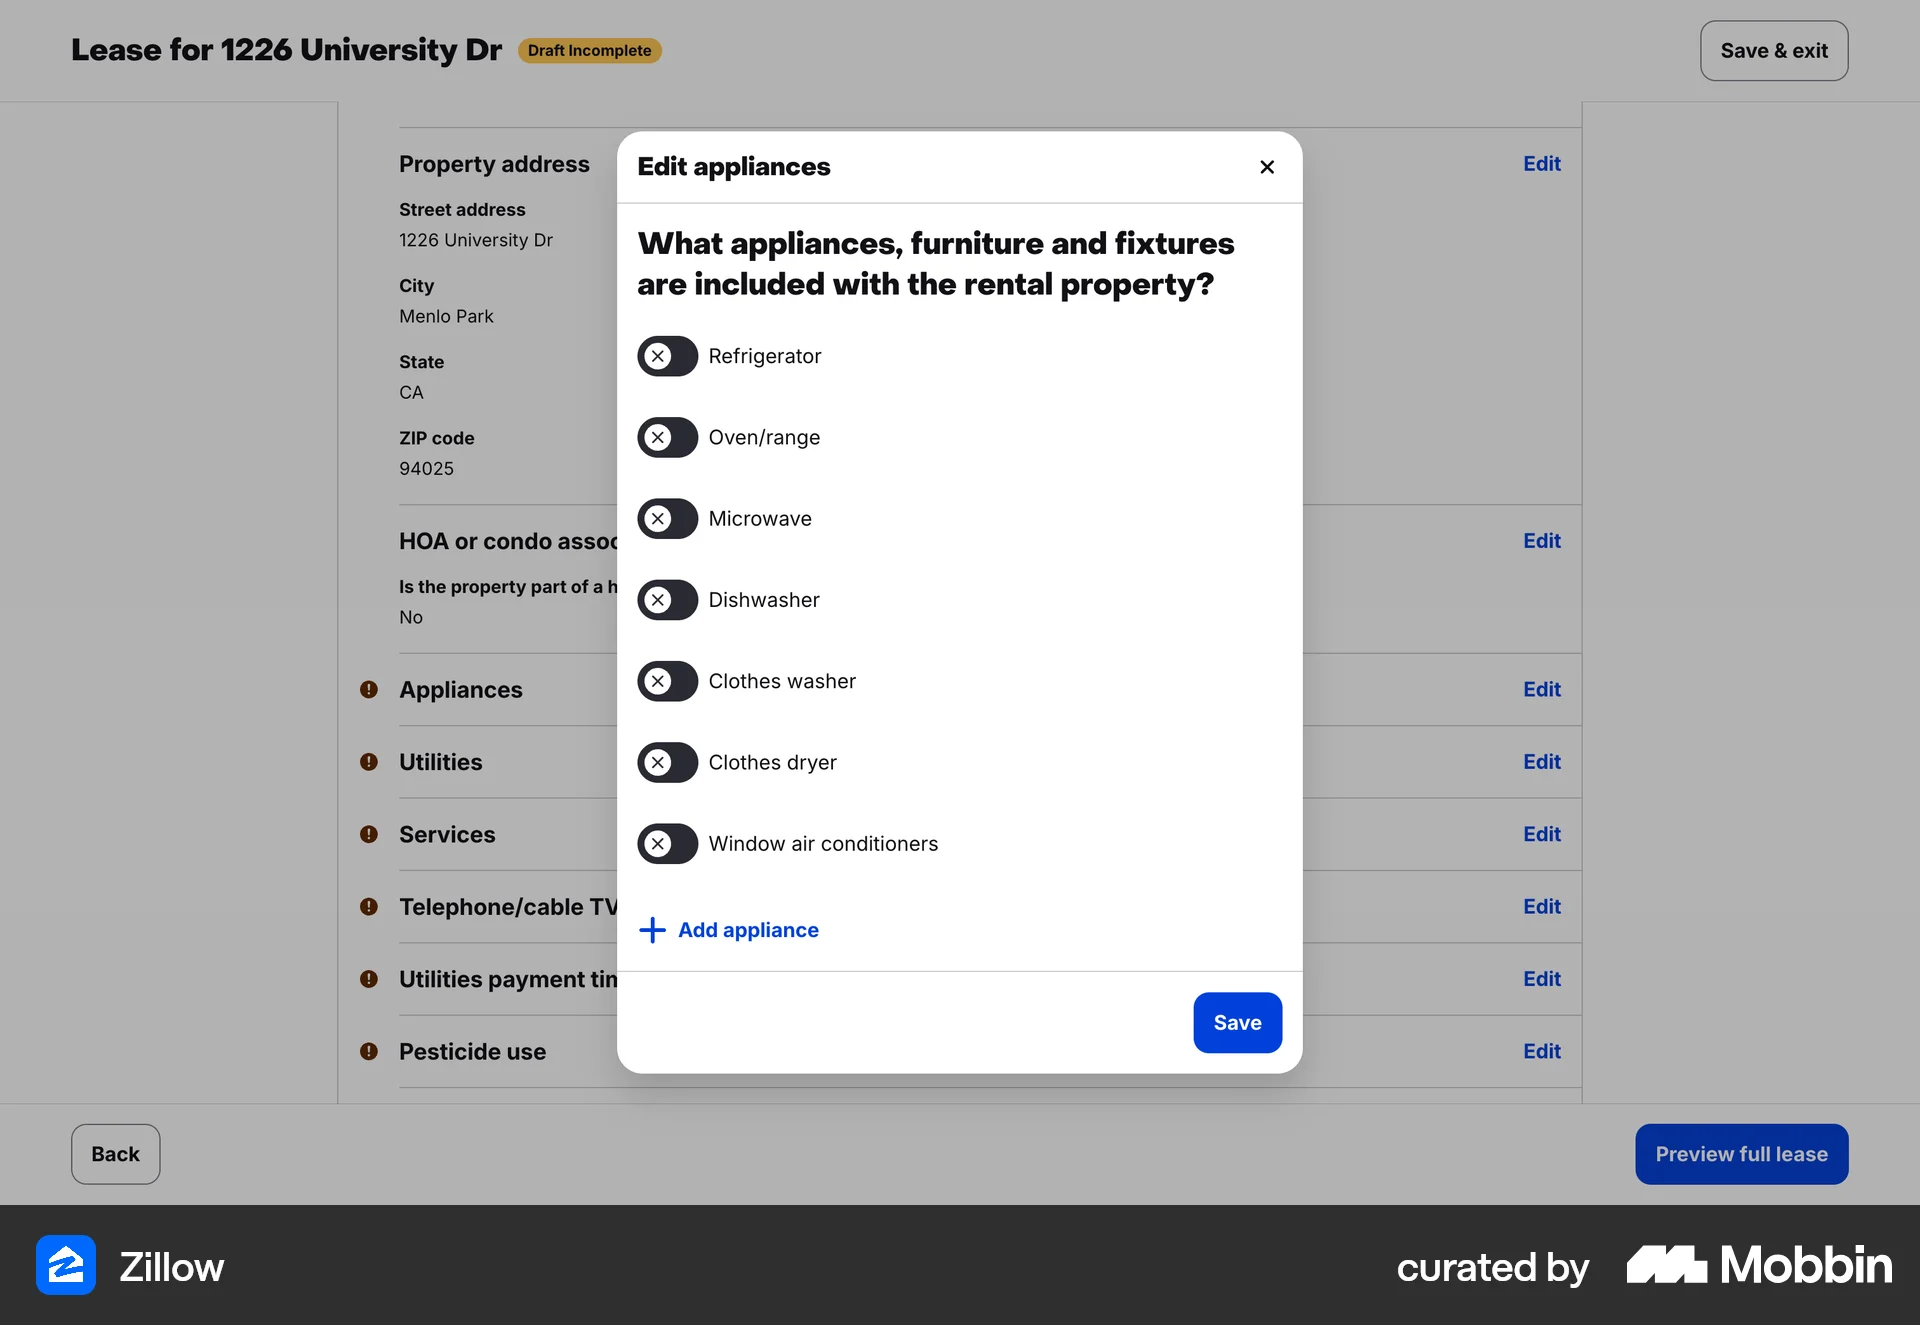 Lease for 1226 University Dr
Draft Incomplete
Save & exit
Property address
Edit
Street address
1226 University Dr
City
Menlo Park
State
CA
ZIP code
94025
HOA or condo assoc
Edit
Is the property part of a h
No
Appliances
Edit
Utilities
Edit
Services
Edit
Telephone/cable TV
Edit
Utilities payment tim
Edit
Pesticide use
Edit
Edit appliances
What appliances, furniture and fixtures
are included with the rental property?
Refrigerator
Oven/range
Microwave
Dishwasher
Clothes washer
Clothes dryer
Window air conditioners
Add appliance
Save
Back
Preview full lease
Zillow
curated by
Mobbin